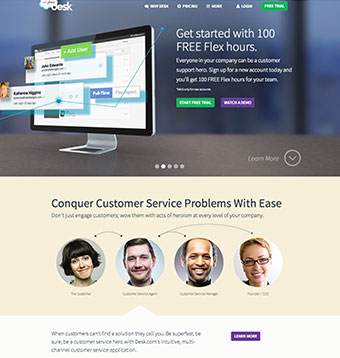 Desk
WHY DESK
PRICING
MORE
LOGIN
FREE TRIAL
Get started with 100
FREE Flex hours.
Everyone in your company can be a customer
support hero. Sign up for a new account today and
you'll get 100 FREE Flex hours for your team.
START FREE TRIAL
WATCH A DEMO
+ Add User
John Edwards
Katherine Higgins
Full-Time
Flex Agent
Learn More
Conquer Customer Service Problems With Ease
Don't just engage customers; wow them with acts of heroism at every level of your company.
The Customer
Customer Service Agent
Customer Service Manager
Founder / CEO
When customers can't find a solution they call you. Be superfast, be
sure, be a customer service hero with Desk.com's intuitive, multi-
channel customer service application.
LEARN MORE